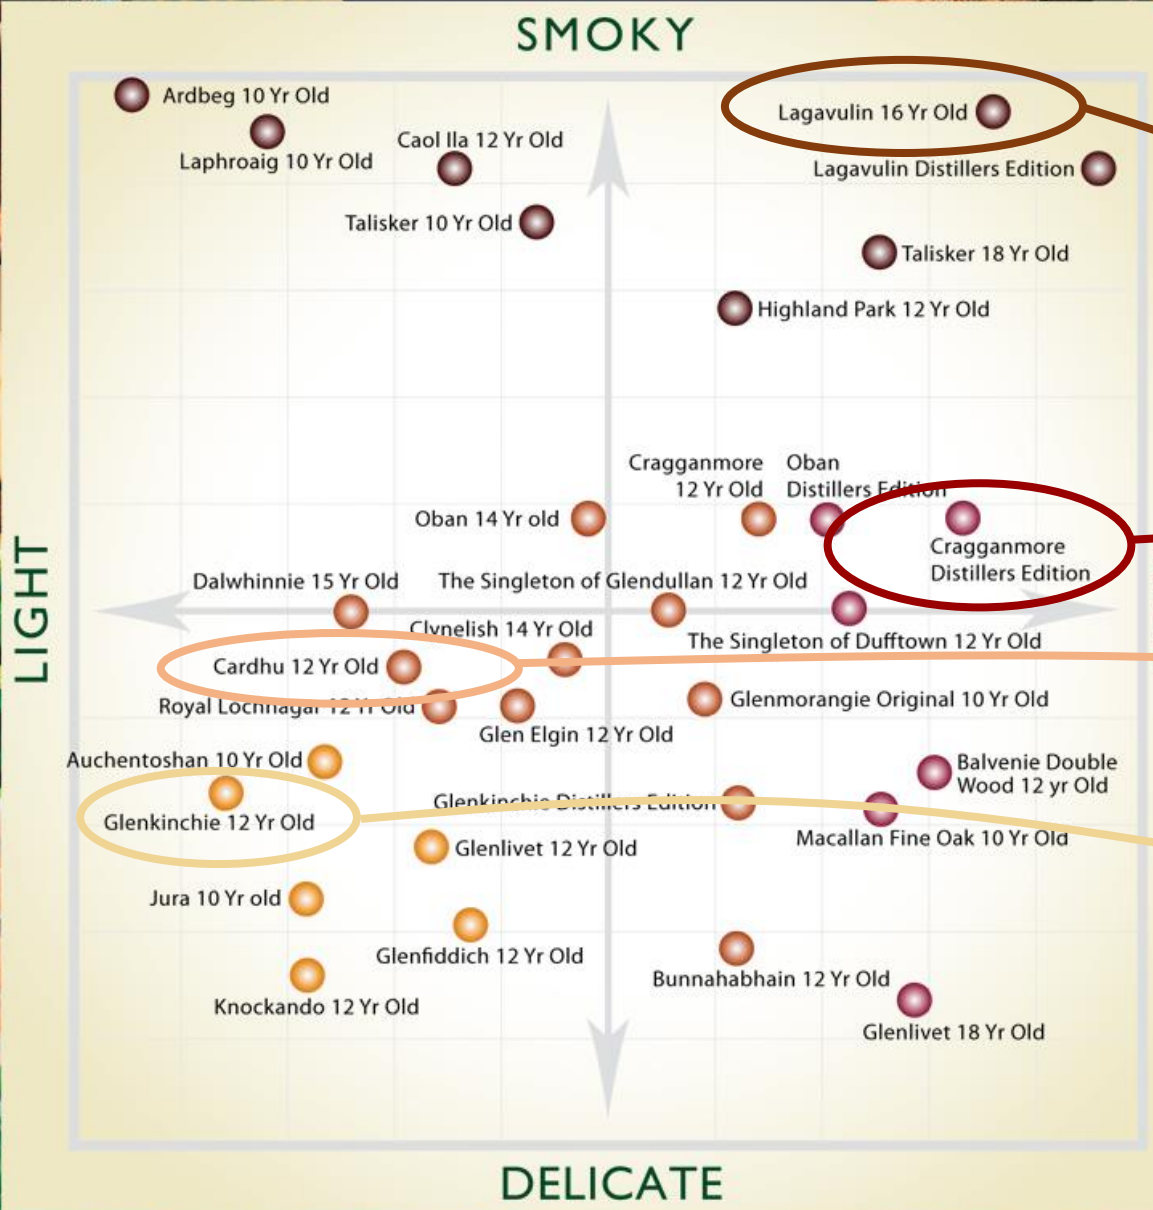 SMOKY
Ardbeg 10 Yr Old
Lagavulin 16 Yr Old
Caol Ila 12 Yr Old
Laphroaig 10 Yr Old
Lagavulin Distillers Edition
Talisker 10 Yr Old
Talisker 18 Yr Old
Highland Park 12 Yr Old
Cragganmore
12 Yr Old
Oban
Distillers Edition
Oban 14 Yr old
Cragganmore
Distillers Edition
LIGHT
Dalwhinnie 15 Yr Old
The Singleton of Glendullan 12 Yr Old
Clynelish 14 Yr Old
The Singleton of Dufftown 12 Yr Old
Cardhu 12 Yr Old
Royal Lochnagar 12 Yr Old
Glenmorangie Original 10 Yr Old
Glen Elgin 12 Yr Old
Auchentoshan 10 Yr Old
Balvenie Double
Wood 12 yr Old
Glenkinchie Distillers Edition
Glenkinchie 12 Yr Old
Macallan Fine Oak 10 Yr Old
Glenlivet 12 Yr Old
Jura 10 Yr old
Glenfiddich 12 Yr Old
Bunnahabhain 12 Yr Old
Knockando 12 Yr Old
Glenlivet 18 Yr Old
DELICATE